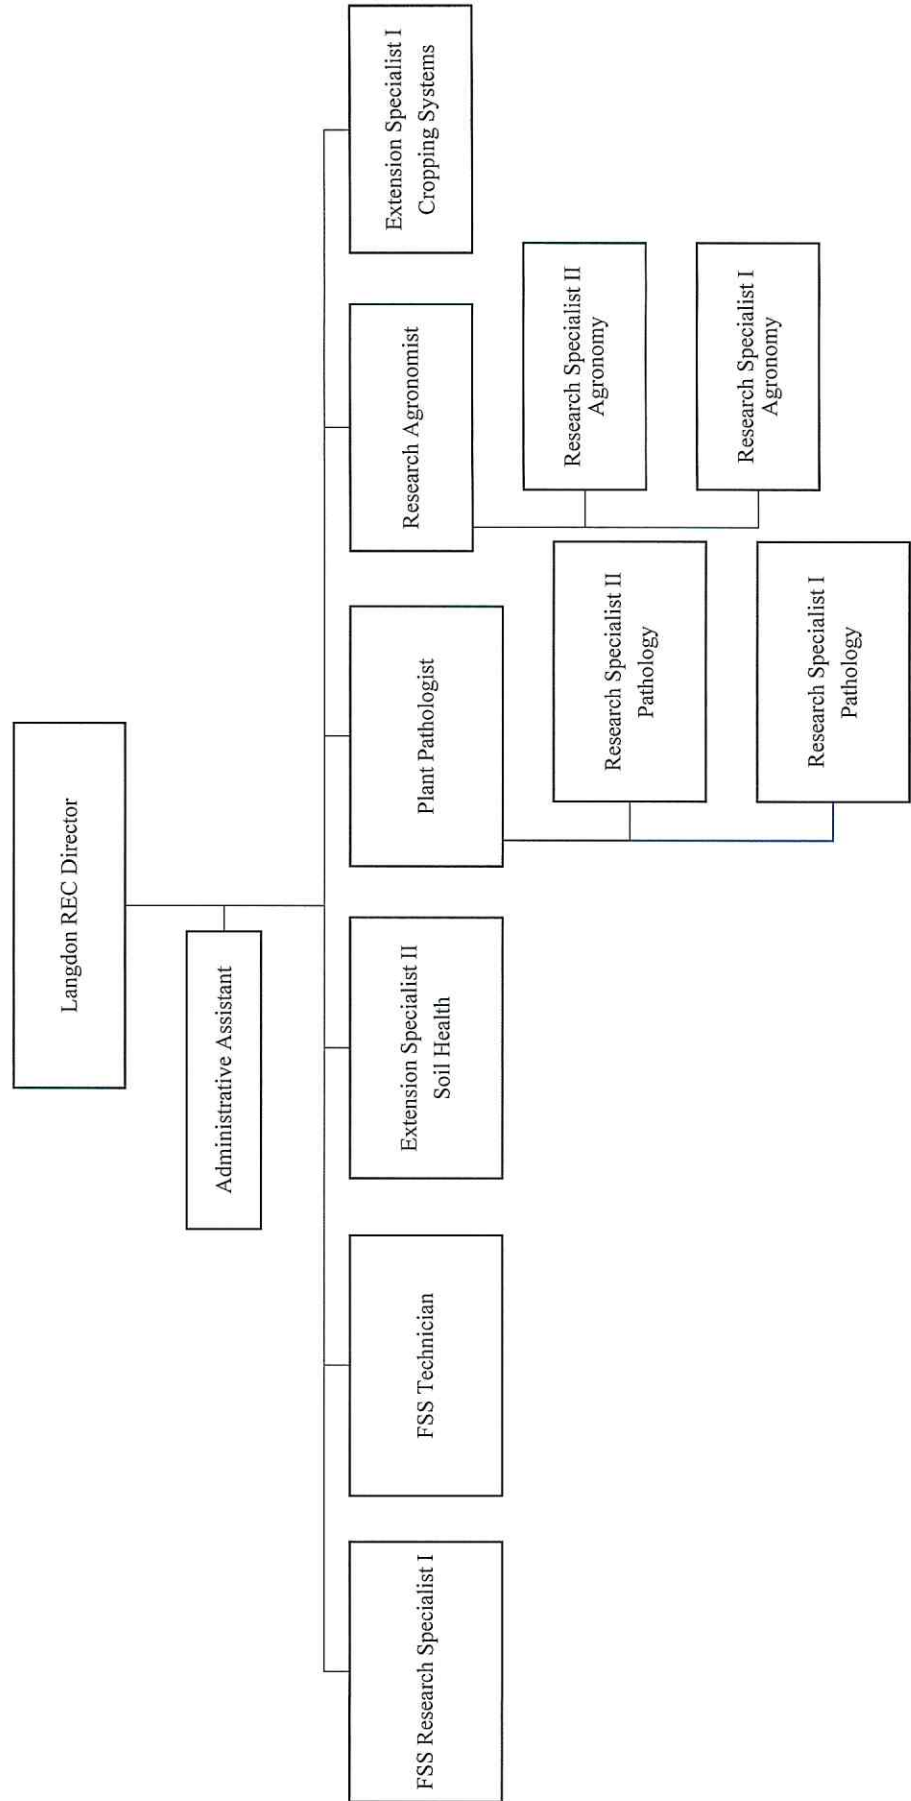 Langdon REC Director
Administrative Assistant
FSS Research Specialist I
FSS Technician
Extension Specialist II
Soil Health
Plant Pathologist
Research Agronomist
Extension Specialist I
Cropping Systems
Research Specialist II
Pathology
Research Specialist I
Pathology
Research Specialist II
Agronomy
Research Specialist I
Agronomy